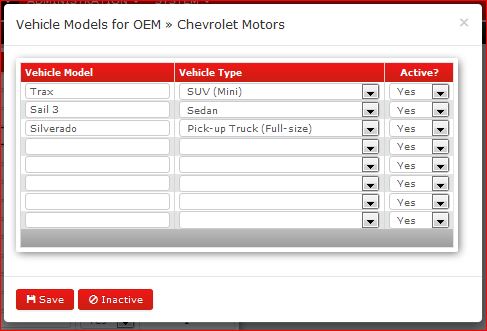 Vehicle Models for OEM » Chevrolet Motors ×
Vehicle Model Vehicle Type Active?
Trax SUV (Mini) Yes
Sail 3 Sedan Yes
Silverado Pick-up Truck (Full-size) Yes
Yes
Yes
Yes
Yes
Yes
Save Inactive